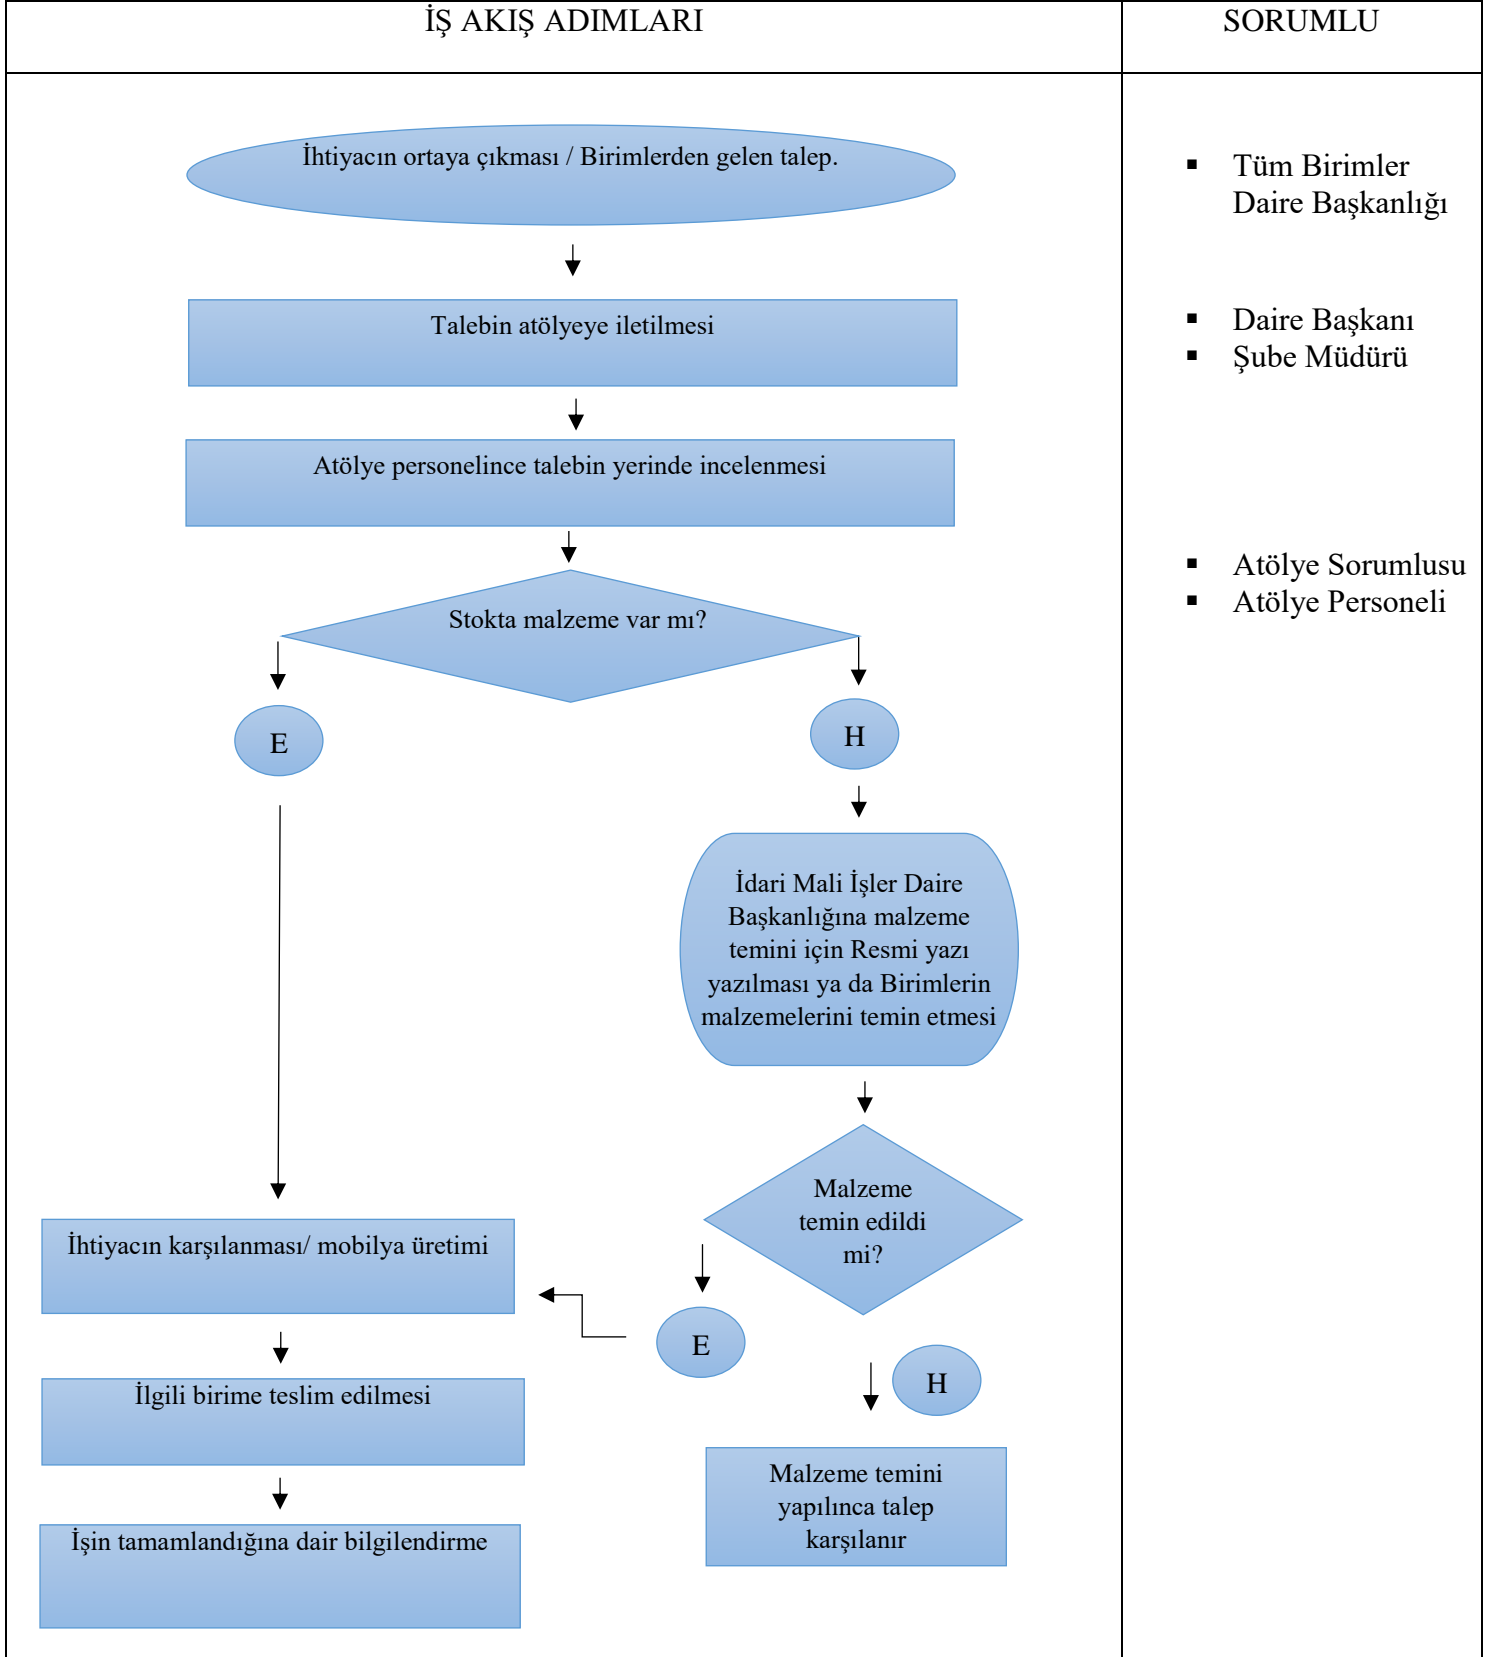 İŞ AKIŞ ADIMLARI
SORUMLU
İhtiyacın ortaya çıkması / Birimlerden gelen talep.
▪ Tüm Birimler
Daire Başkanlığı
Talebin atölyeye iletilmesi
▪ Daire Başkanı
▪ Şube Müdürü
Atölye personelince talebin yerinde incelenmesi
▪ Atölye Sorumlusu
▪ Atölye Personeli
Stokta malzeme var mı?
E
H
İdari Mali İşler Daire
Başkanlığına malzeme
temini için Resmi yazı
yazılması ya da Birimlerin
malzemelerini temin etmesi
Malzeme
temin edildi
mi?
İhtiyacın karşılanması/ mobilya üretimi
E
H
İlgili birime teslim edilmesi
Malzeme temini
yapılınca talep
karşılanır
İşin tamamlandığına dair bilgilendirme